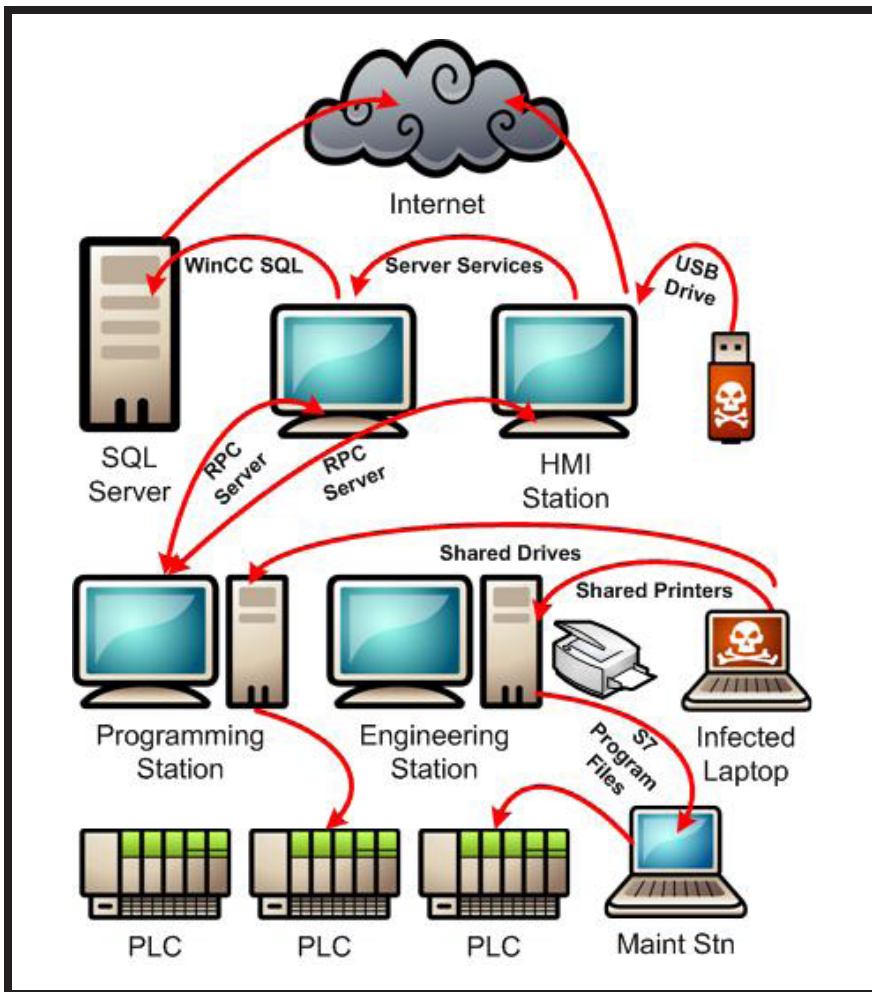 Internet
WinCC SQL
Server Services
USB
Drive
SQL
Server
RPC
Server
RPC
Server
HMI
Station
Shared Drives
Shared Printers
Programming
Station
Engineering
Station
S7
Program
Files
Infected
Laptop
PLC
PLC
PLC
Maint Stn